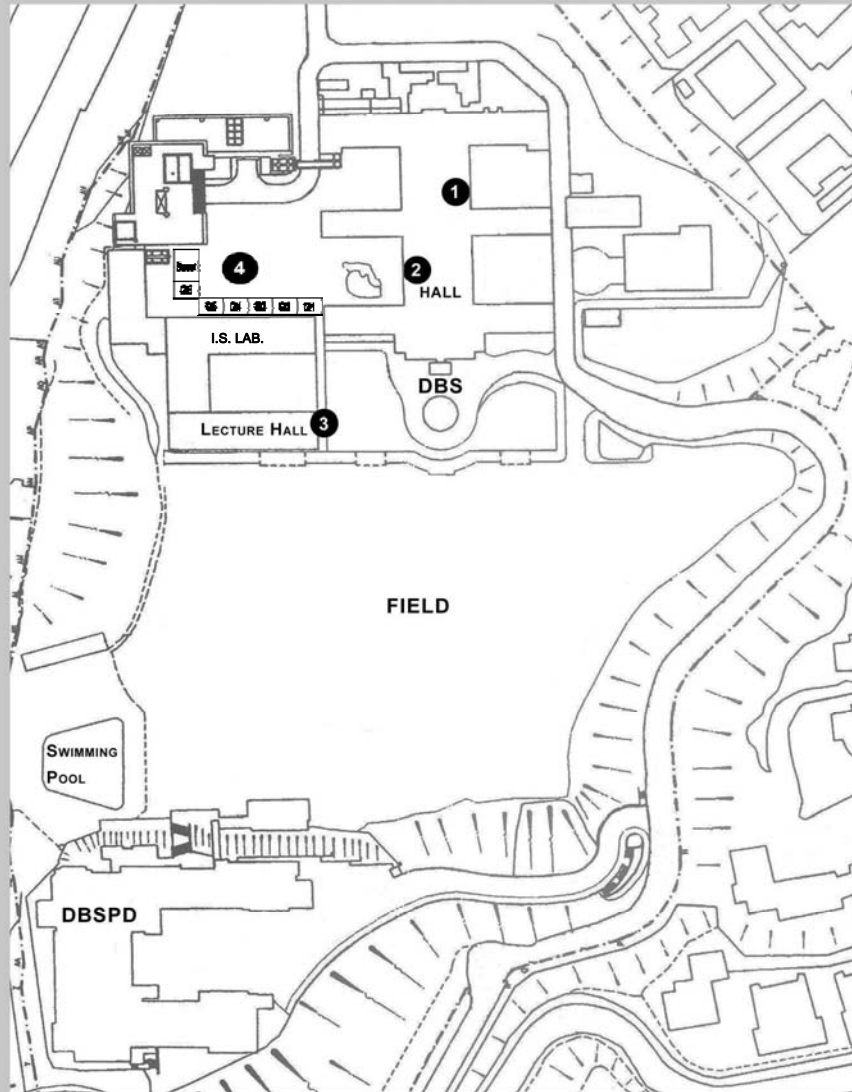 1
2
HALL
4
I.S. LAB.
DBS
LECTURE HALL 3
FIELD
SWIMMING
POOL
DBSPD